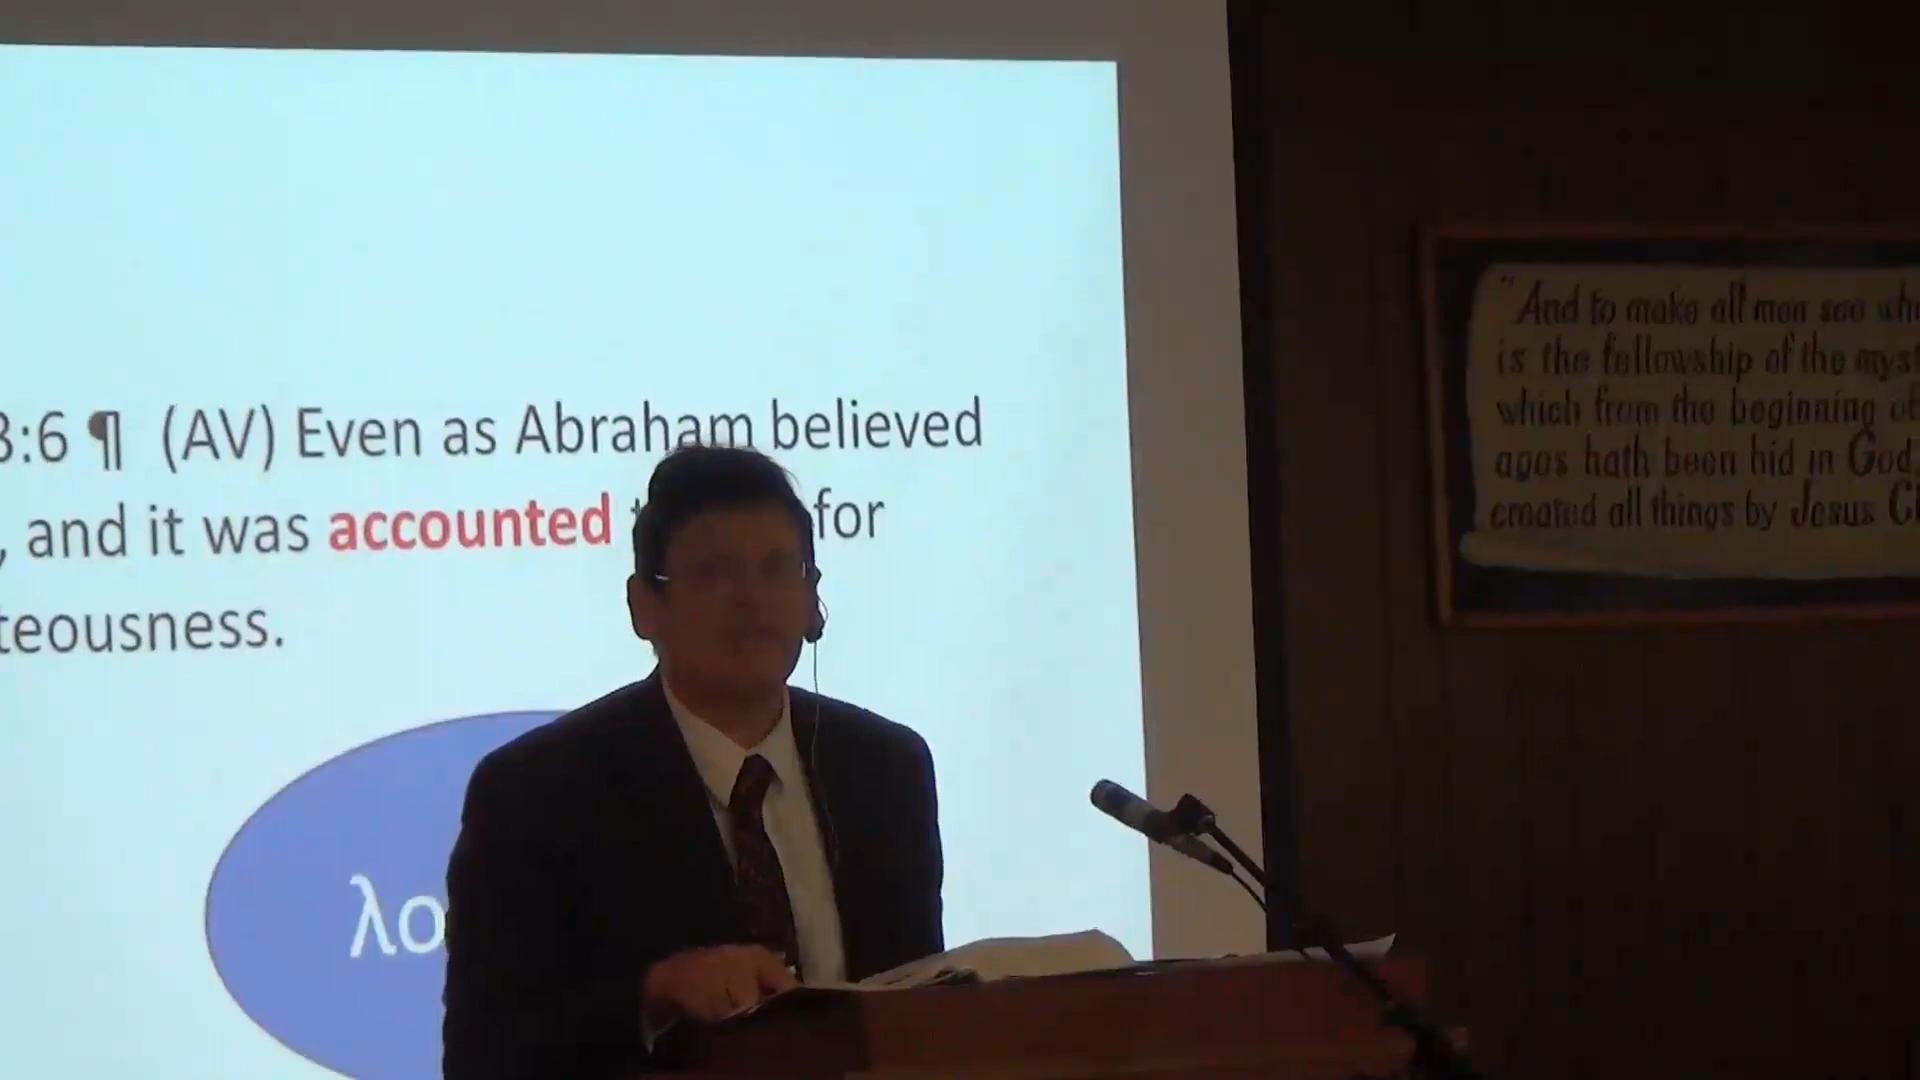 3:6 ¶ (AV) Even as Abraham believed
, and it was accounted for
teousness.
λο
"And to make all men see wh
is the fellowship of the myst
which from the beginning of
ages hath been hid in God,
created all things by Jesus C